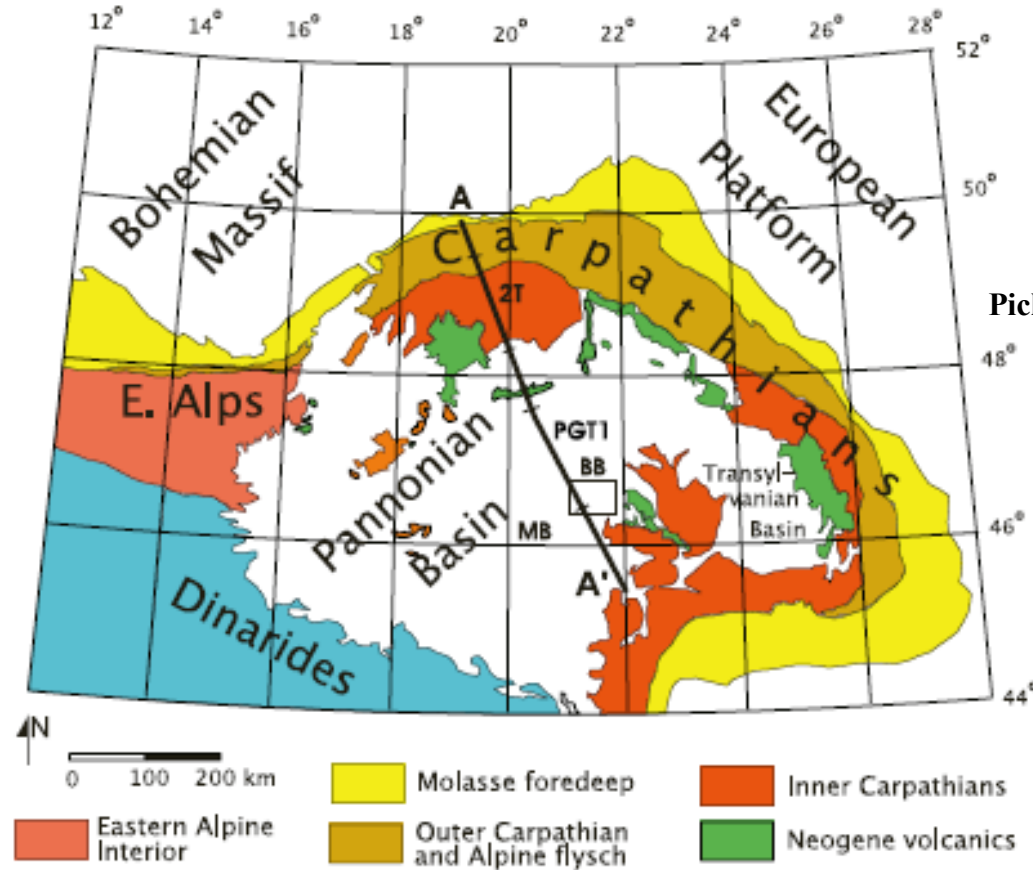 12° 14° 16° 18° 20° 22° 24° 26° 28°
52°
Bohemian
Massif
European
Platform
50°
A
Carpathians
2T
Picl
48°
E. Alps
PGT1
BB
Pannonian
Basin
MB
Transyl-
vanian
Basin
46°
A'
Dinarides
44°
N
0 100 200 km
Molasse foredeep
Inner Carpathians
Eastern Alpine
Interior
Outer Carpathian
and Alpine flysch
Neogene volcanics